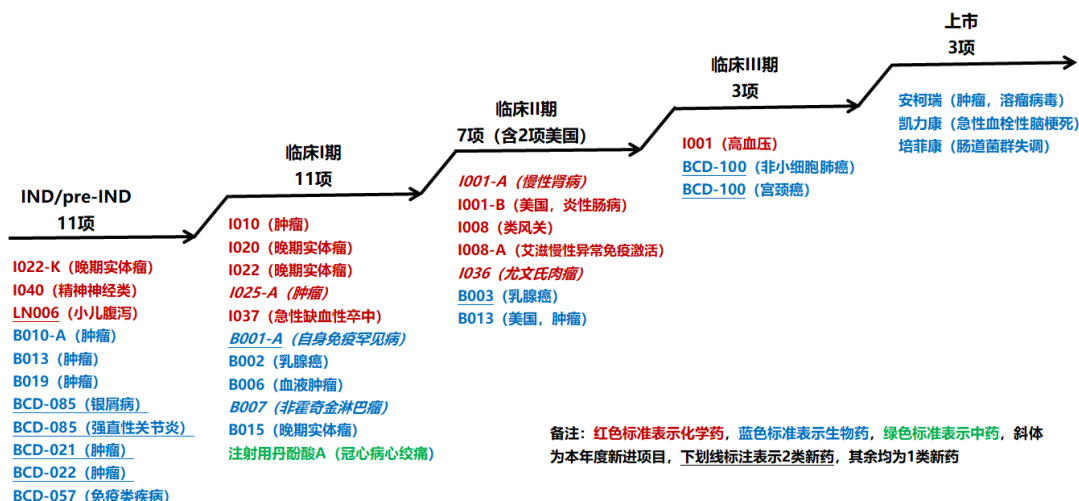 上市
3项
安柯瑞（肿瘤，溶瘤病毒）
凯力康（急性血栓性脑梗死）
培菲康（肠道菌群失调）
临床III期
3项
I001（高血压）
BCD-100（非小细胞肺癌）
BCD-100（宫颈癌）
临床II期
7项（含2项美国）
I001-A（慢性肾病）
I001-B（美国，炎性肠病）
I008（类风关）
I008-A（艾滋慢性异常免疫激活）
I036（尤文氏肉瘤）
B003（乳腺癌）
B013（美国，肿瘤）
临床I期
11项
I010（肿瘤）
I020（晚期实体瘤）
I022（晚期实体瘤）
I025-A（肿瘤）
I037（急性缺血性卒中）
B001-A（自身免疫罕见病）
B002（乳腺癌）
B006（血液肿瘤）
B007（非霍奇金淋巴瘤）
B015（晚期实体瘤）
注射用丹酚酸A（冠心病心绞痛）
IND/pre-IND
11项
I022-K（晚期实体瘤）
I040（精神神经类）
LN006（小儿腹泻）
B010-A（肿瘤）
B013（肿瘤）
B019（肿瘤）
BCD-085（银屑病）
BCD-085（强直性关节炎）
BCD-021（肿瘤）
BCD-022（肿瘤）
BCD-057（免疫类疾病）
备注：红色标准表示化学药，蓝色标准表示生物药，绿色标准表示中药，斜体
为本年度新进项目，下划线标注表示2类新药，其余均为1类新药